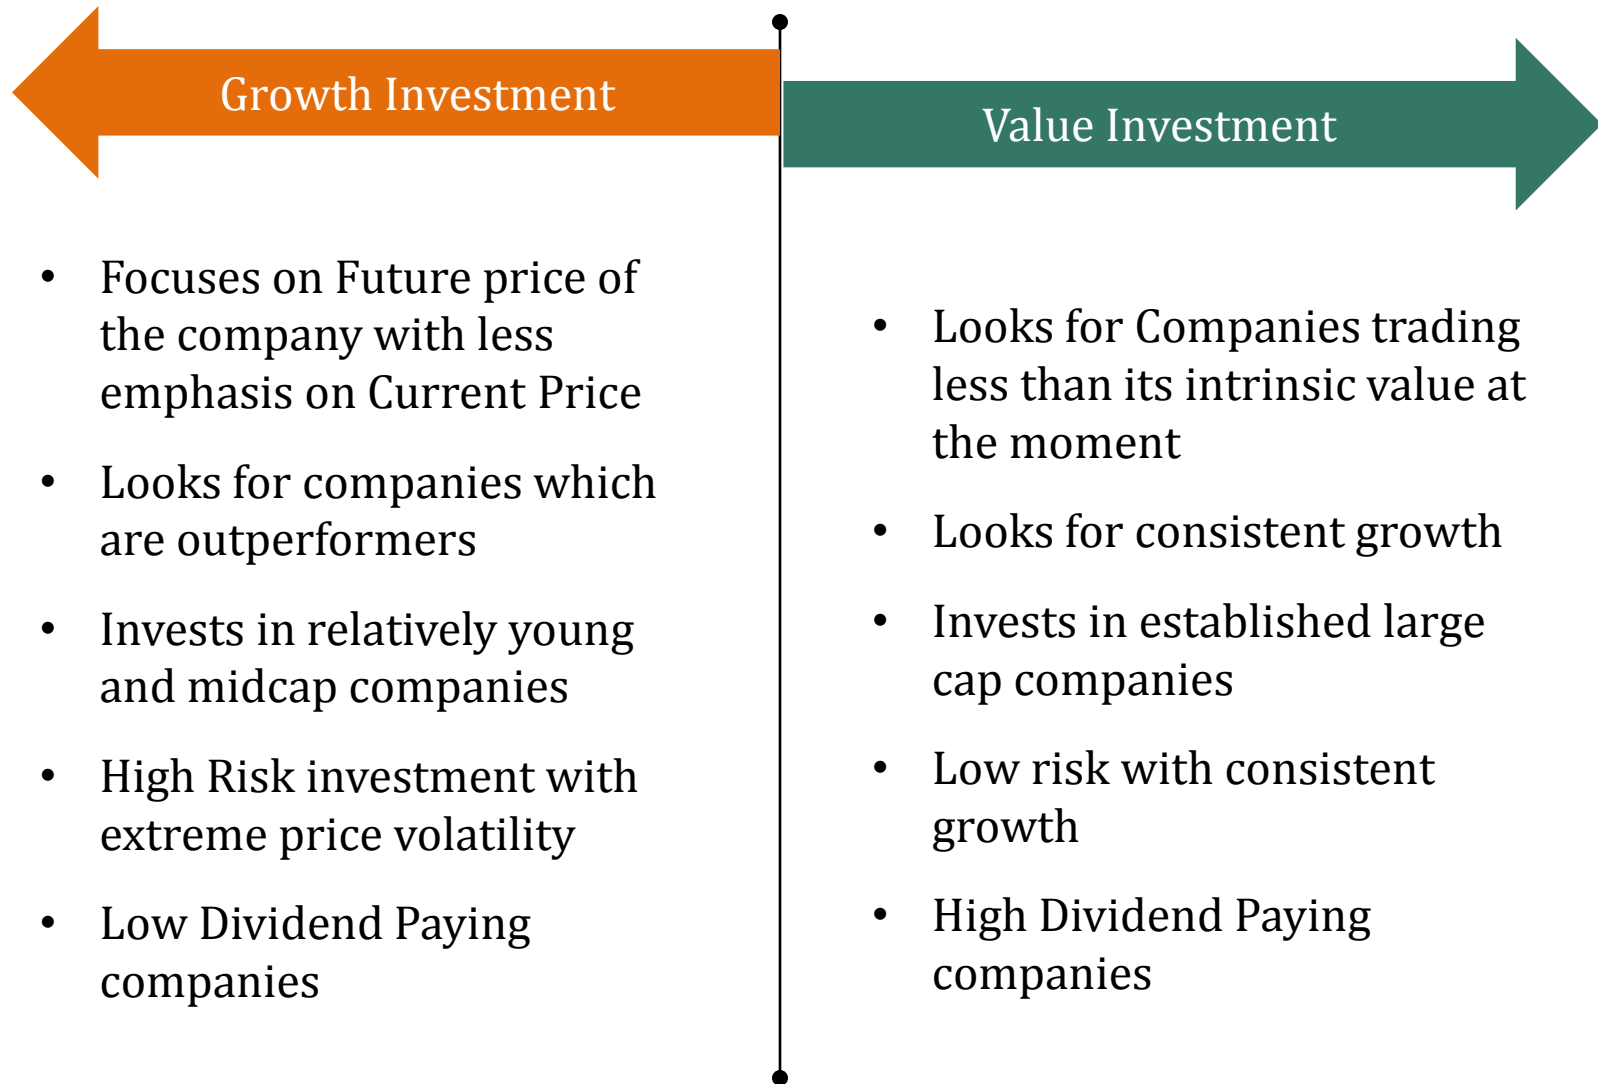 Growth Investment
• Focuses on Future price of
the company with less
emphasis on Current Price
• Looks for companies which
are outperformers
• Invests in relatively young
and midcap companies
• High Risk investment with
extreme price volatility
• Low Dividend Paying
companies
Value Investment
• Looks for Companies trading
less than its intrinsic value at
the moment
• Looks for consistent growth
• Invests in established large
cap companies
• Low risk with consistent
growth
• High Dividend Paying
companies